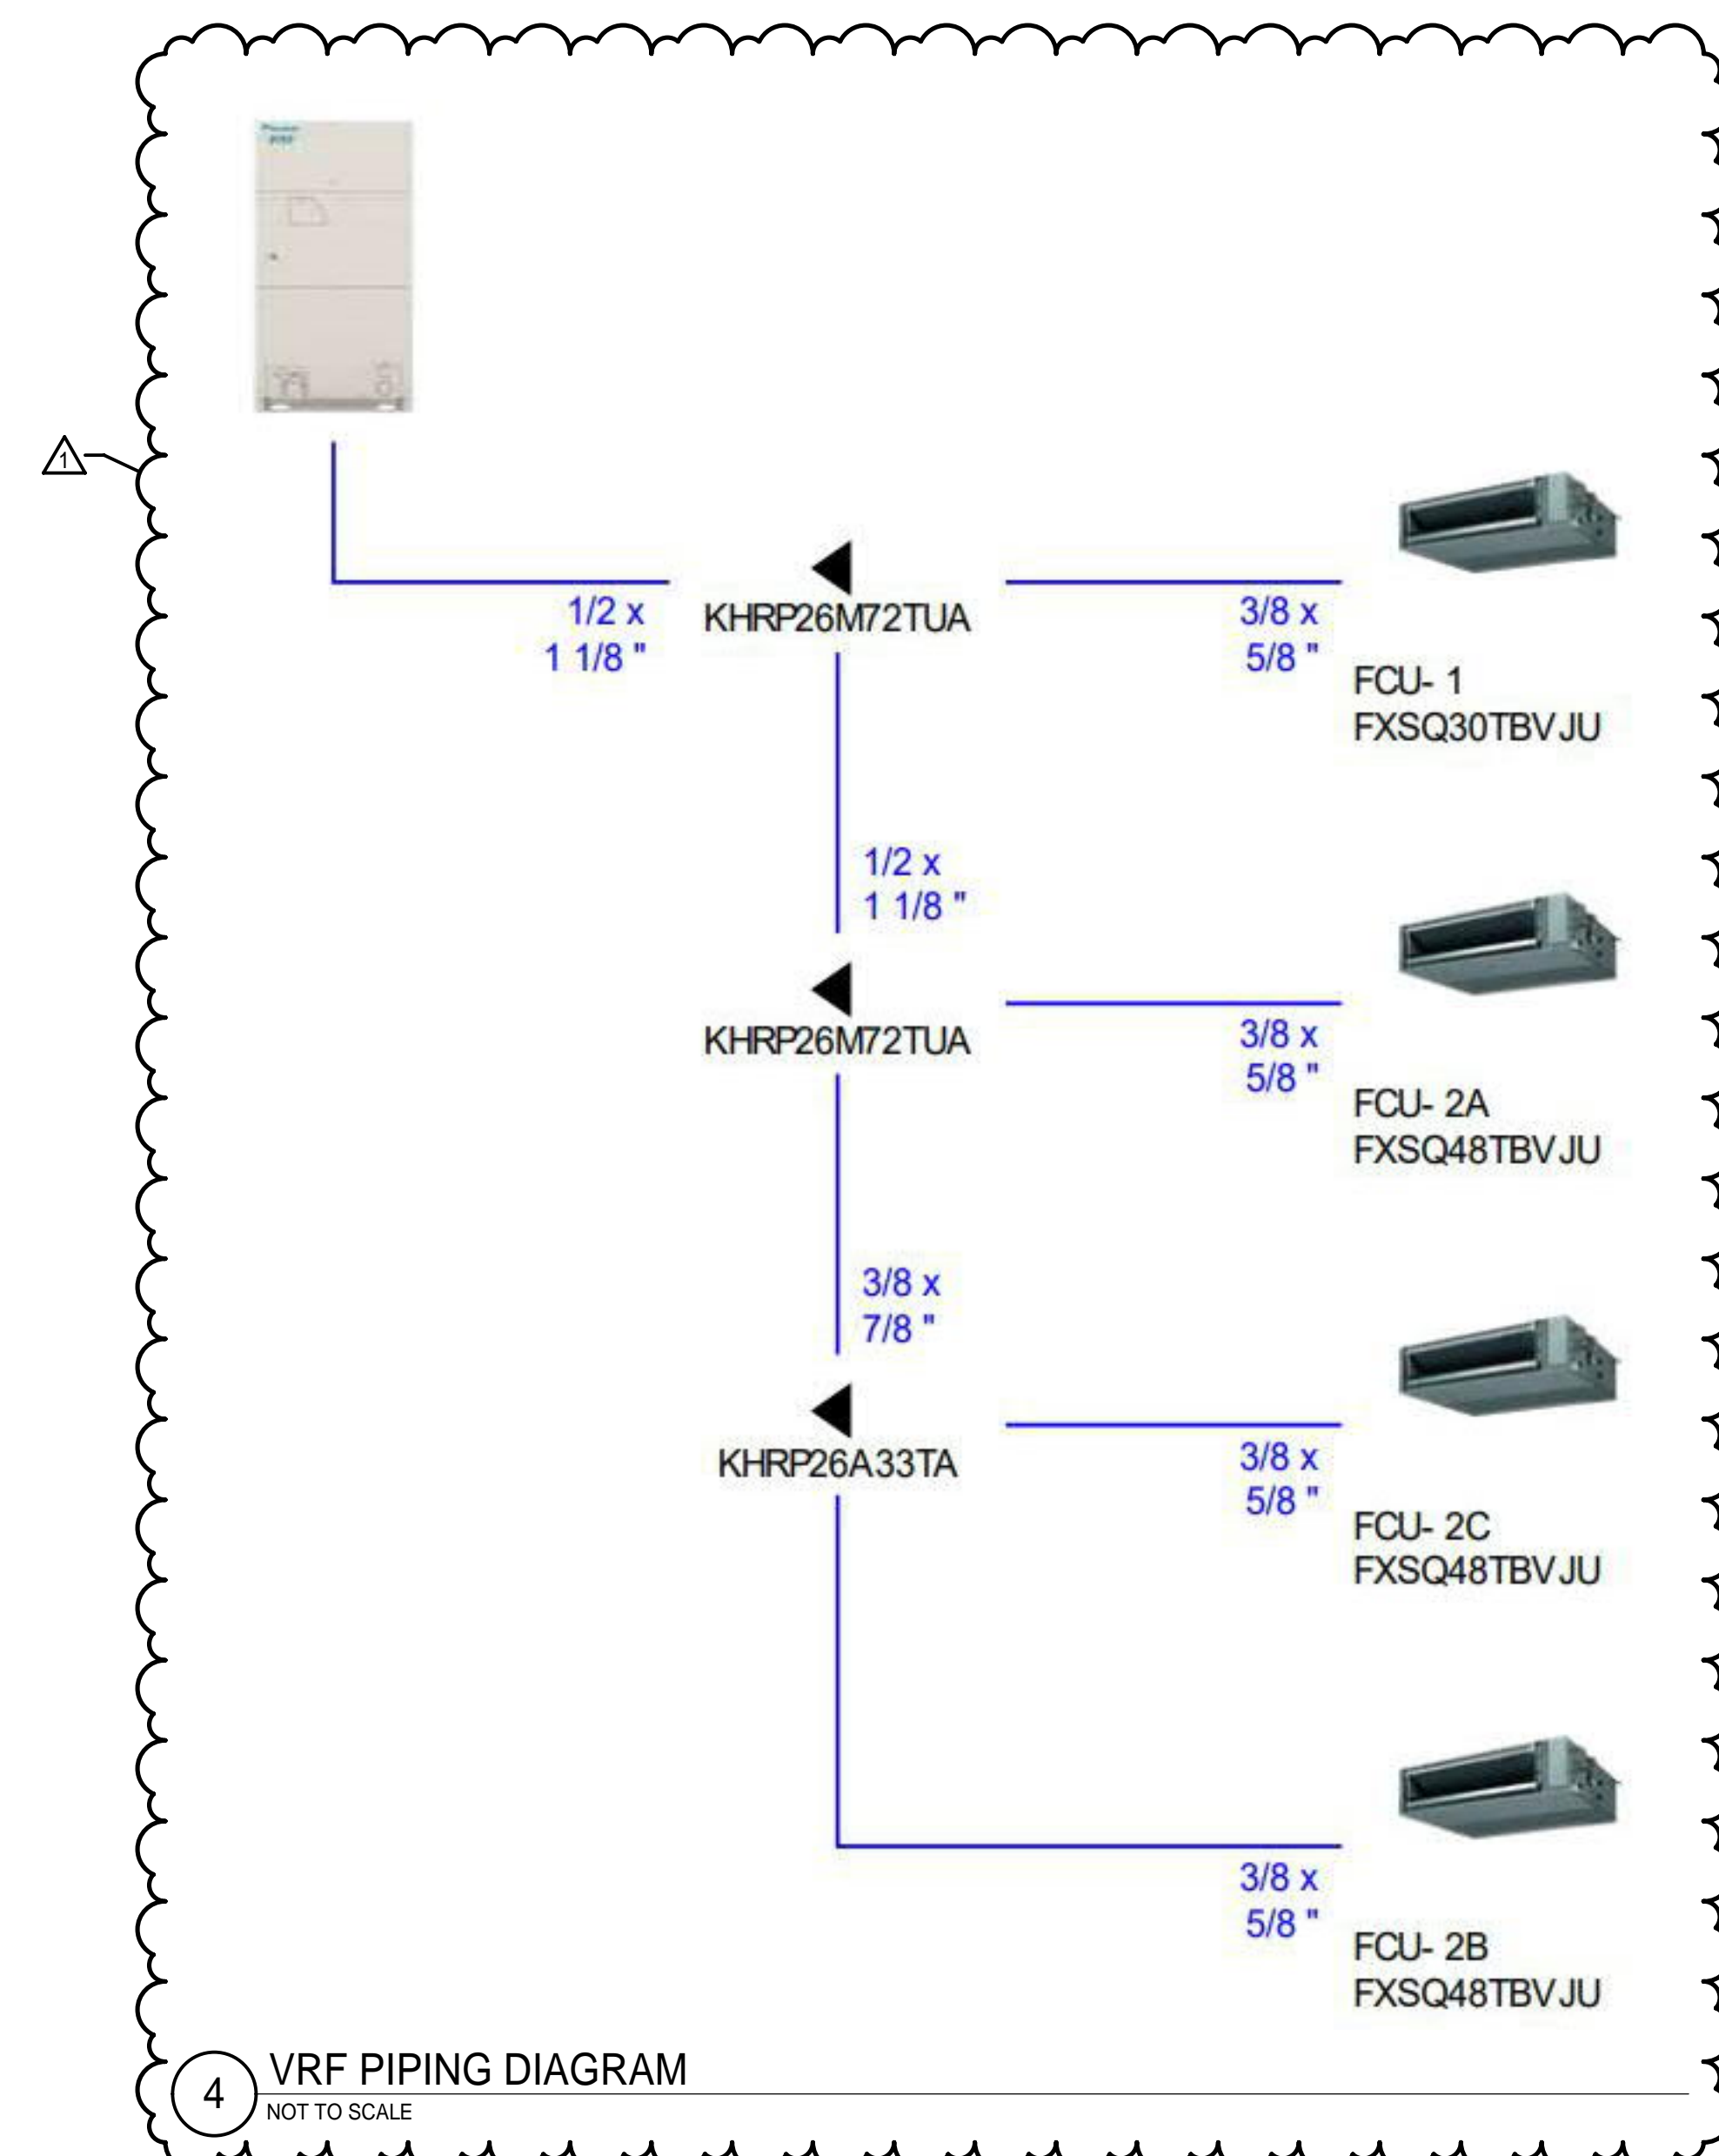 1
1/2 x
1 1/8 "
KHRP26M72TUA
3/8 x
5/8 "
FCU- 1
FXSQ30TBVJU
1/2 x
1 1/8 "
KHRP26M72TUA
3/8 x
5/8 "
FCU- 2A
FXSQ48TBVJU
3/8 x
7/8 "
KHRP26A33TA
3/8 x
5/8 "
FCU- 2C
FXSQ48TBVJU
3/8 x
5/8 "
FCU- 2B
FXSQ48TBVJU
4
VRF PIPING DIAGRAM
NOT TO SCALE